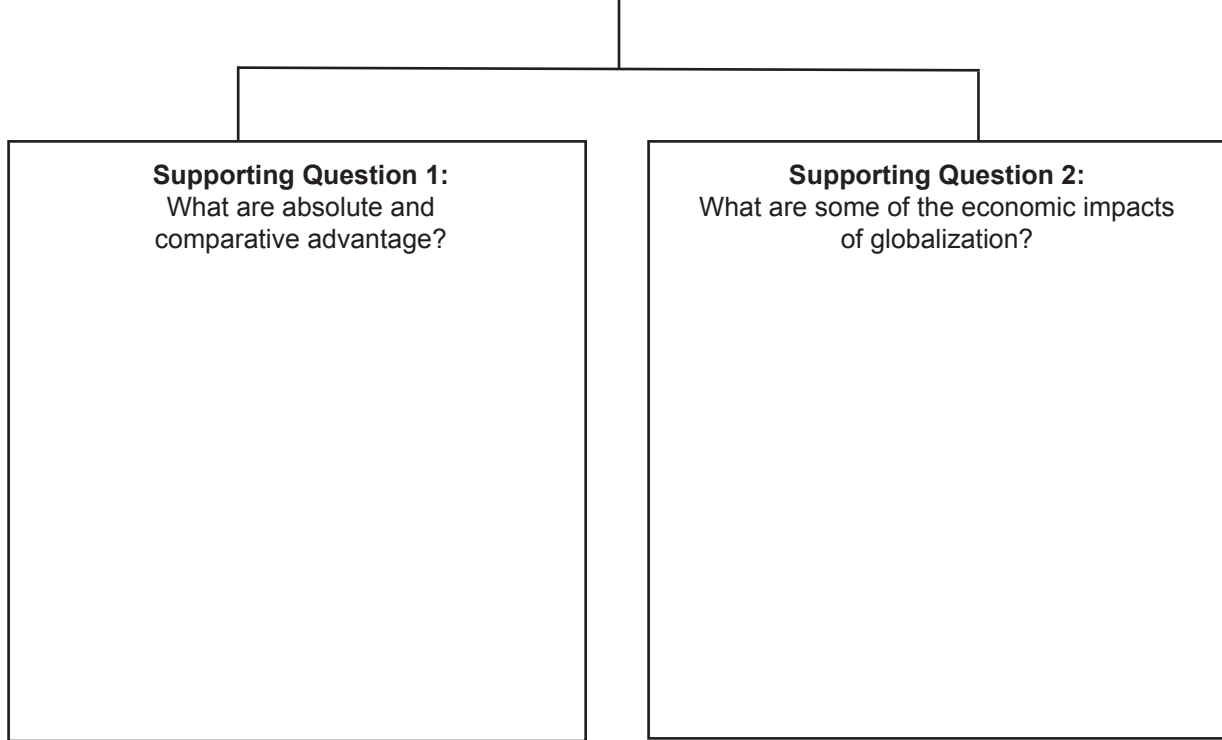 Supporting Question 1:
What are absolute and
comparative advantage?
Supporting Question 2:
What are some of the economic impacts
of globalization?